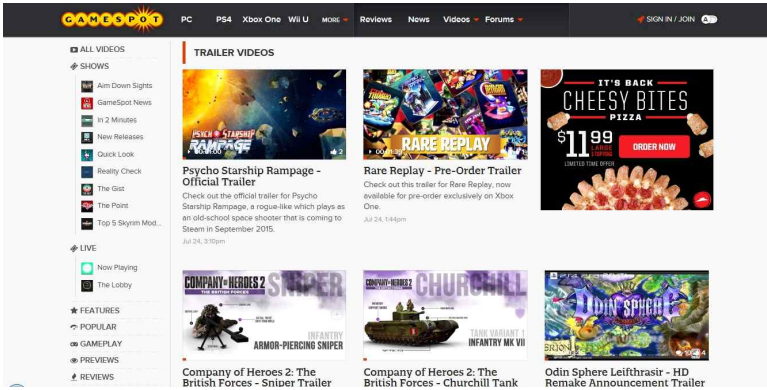 GAMESPOT
PC PS4 Xbox One Wii U MORE Reviews News Videos Forums SIGN IN / JOIN
ALL VIDEOS
SHOWS
Aim Down Sights
GameSpot News
In 2 Minutes
New Releases
Quick Look
Reality Check
The Gist
The Point
Top 5 Skyrim Mod...
LIVE
Now Playing
The Lobby
FEATURES
POPULAR
GAMEPLAY
PREVIEWS
REVIEWS
TRAILER VIDEOS
PSYCHO STARSHIP
RAMPAGE
00:01:00 2
Psycho Starship Rampage -
Official Trailer
Check out the official trailer for Psycho
Starship Rampage, a rogue-like which plays as
an old-school space shooter that is coming to
Steam in September 2015.
Jul 24, 3:10pm
RARE REPLAY
Rare Replay - Pre-Order Trailer
Check out this trailer for Rare Replay, now
available for pre-order exclusively on Xbox
One.
Jul 24, 1:44pm
IT'S BACK
CHEESY BITES
PIZZA
$11.99
LARGE
ORDER NOW
LIMITED TIME OFFER
COMPANY OF HEROES 2 SNIPER
THE BRITISH FORCES
INFANTRY
ARMOR-PIERCING SNIPER
Company of Heroes 2: The
British Forces - Sniper Trailer
COMPANY OF HEROES 2 CHURCHILL
TANK VARIANT 1
INFANTRY MK VII
Company of Heroes 2: The
British Forces - Churchill Tank
ODIN SPHERE
Odin Sphere Leifthrasir - HD
Remake Announcement Trailer